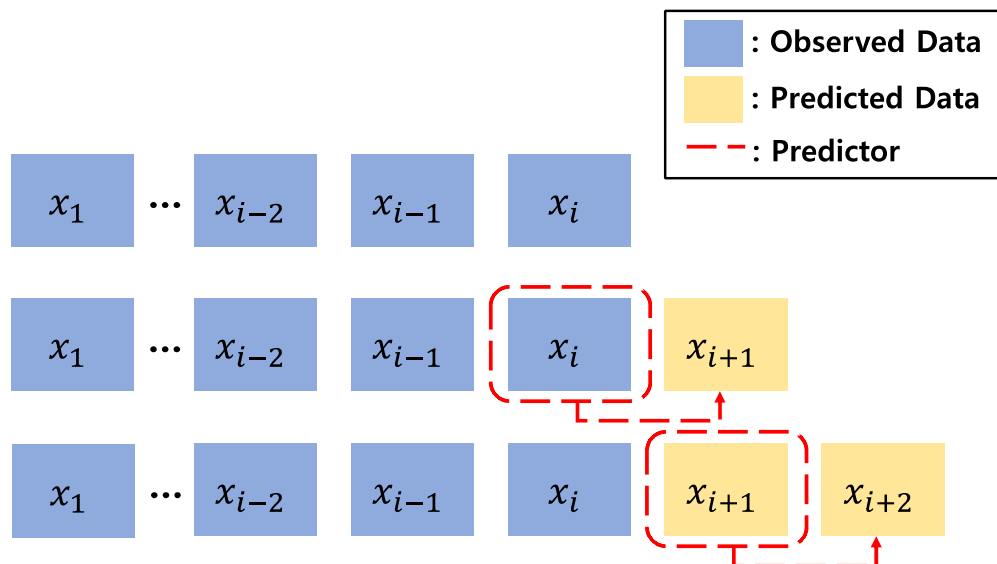 : Observed Data
: Predicted Data
: Predictor
x₁ ... xᵢ₋₂ xᵢ₋₁ xᵢ
x₁ ... xᵢ₋₂ xᵢ₋₁ xᵢ xᵢ₊₁
x₁ ... xᵢ₋₂ xᵢ₋₁ xᵢ xᵢ₊₁ xᵢ₊₂